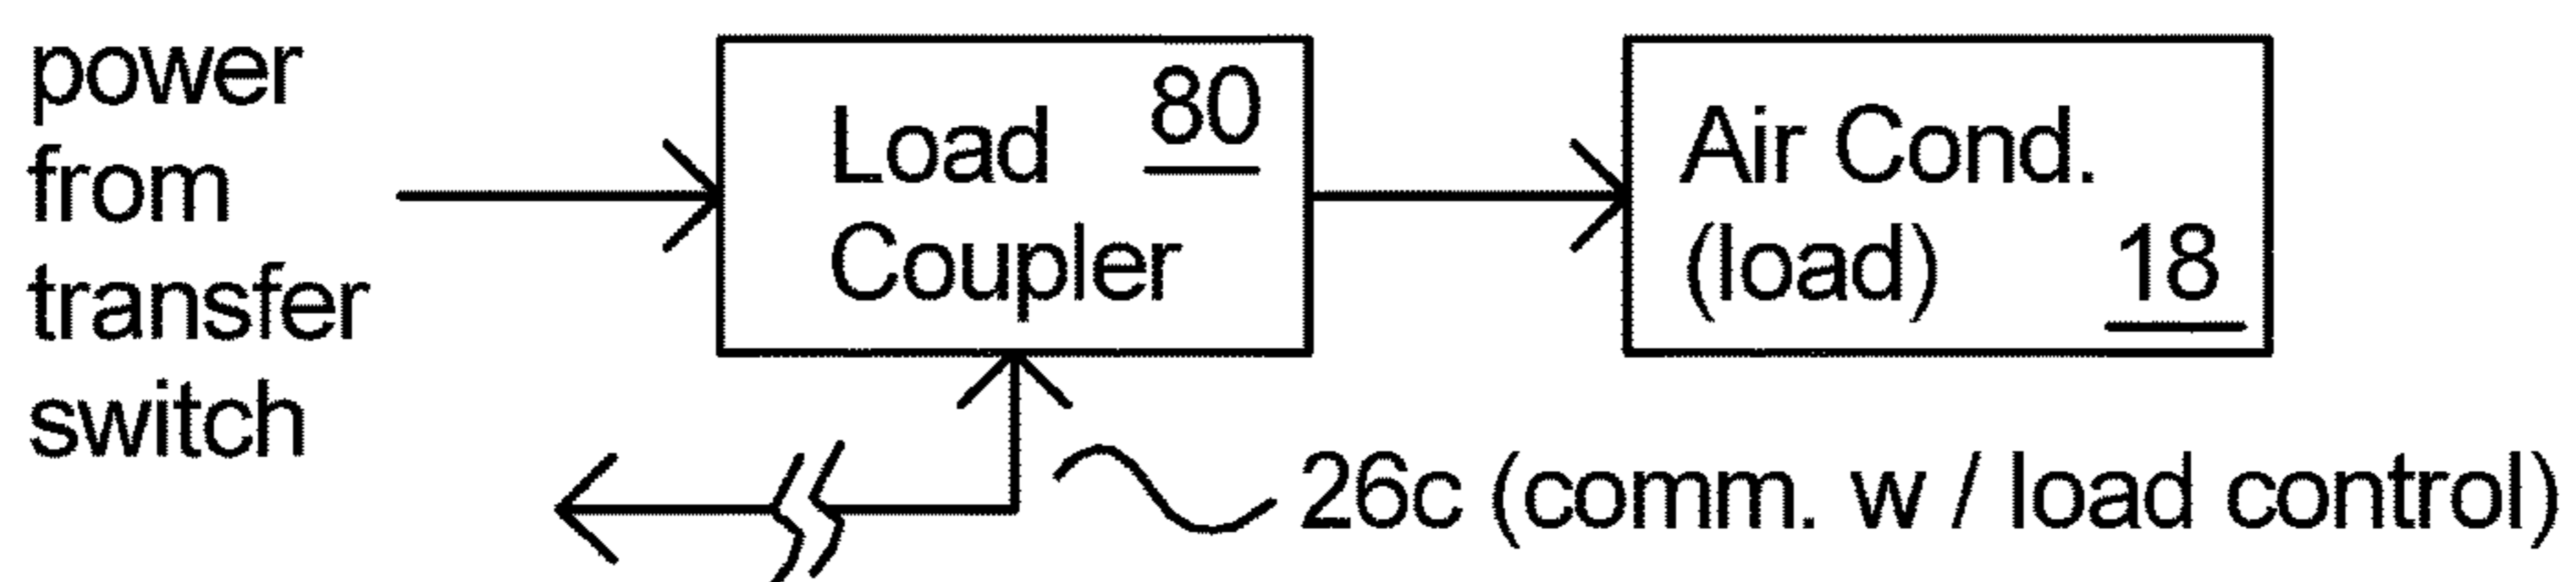 power
from
transfer
switch
Load 80
Coupler
Air Cond.
(load) 18
26c (comm. w / load control)